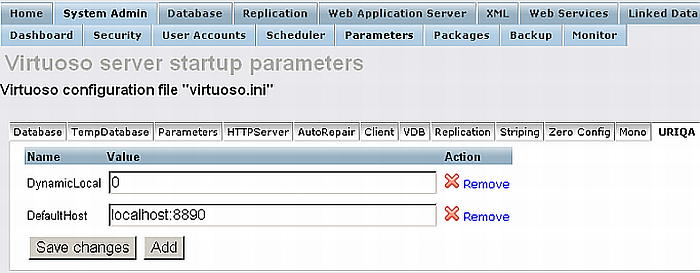 Home System Admin Database Replication Web Application Server XML Web Services Linked Data
Dashboard Security User Accounts Scheduler Parameters Packages Backup Monitor
Virtuoso server startup parameters
Virtuoso configuration file "virtuoso.ini"
Database TempDatabase Parameters HTTPServer AutoRepair Client VDB Replication Striping Zero Config Mono URIQA
Name Value Action
DynamicLocal 0 Remove
DefaultHost localhost:8890 Remove
Save changes Add